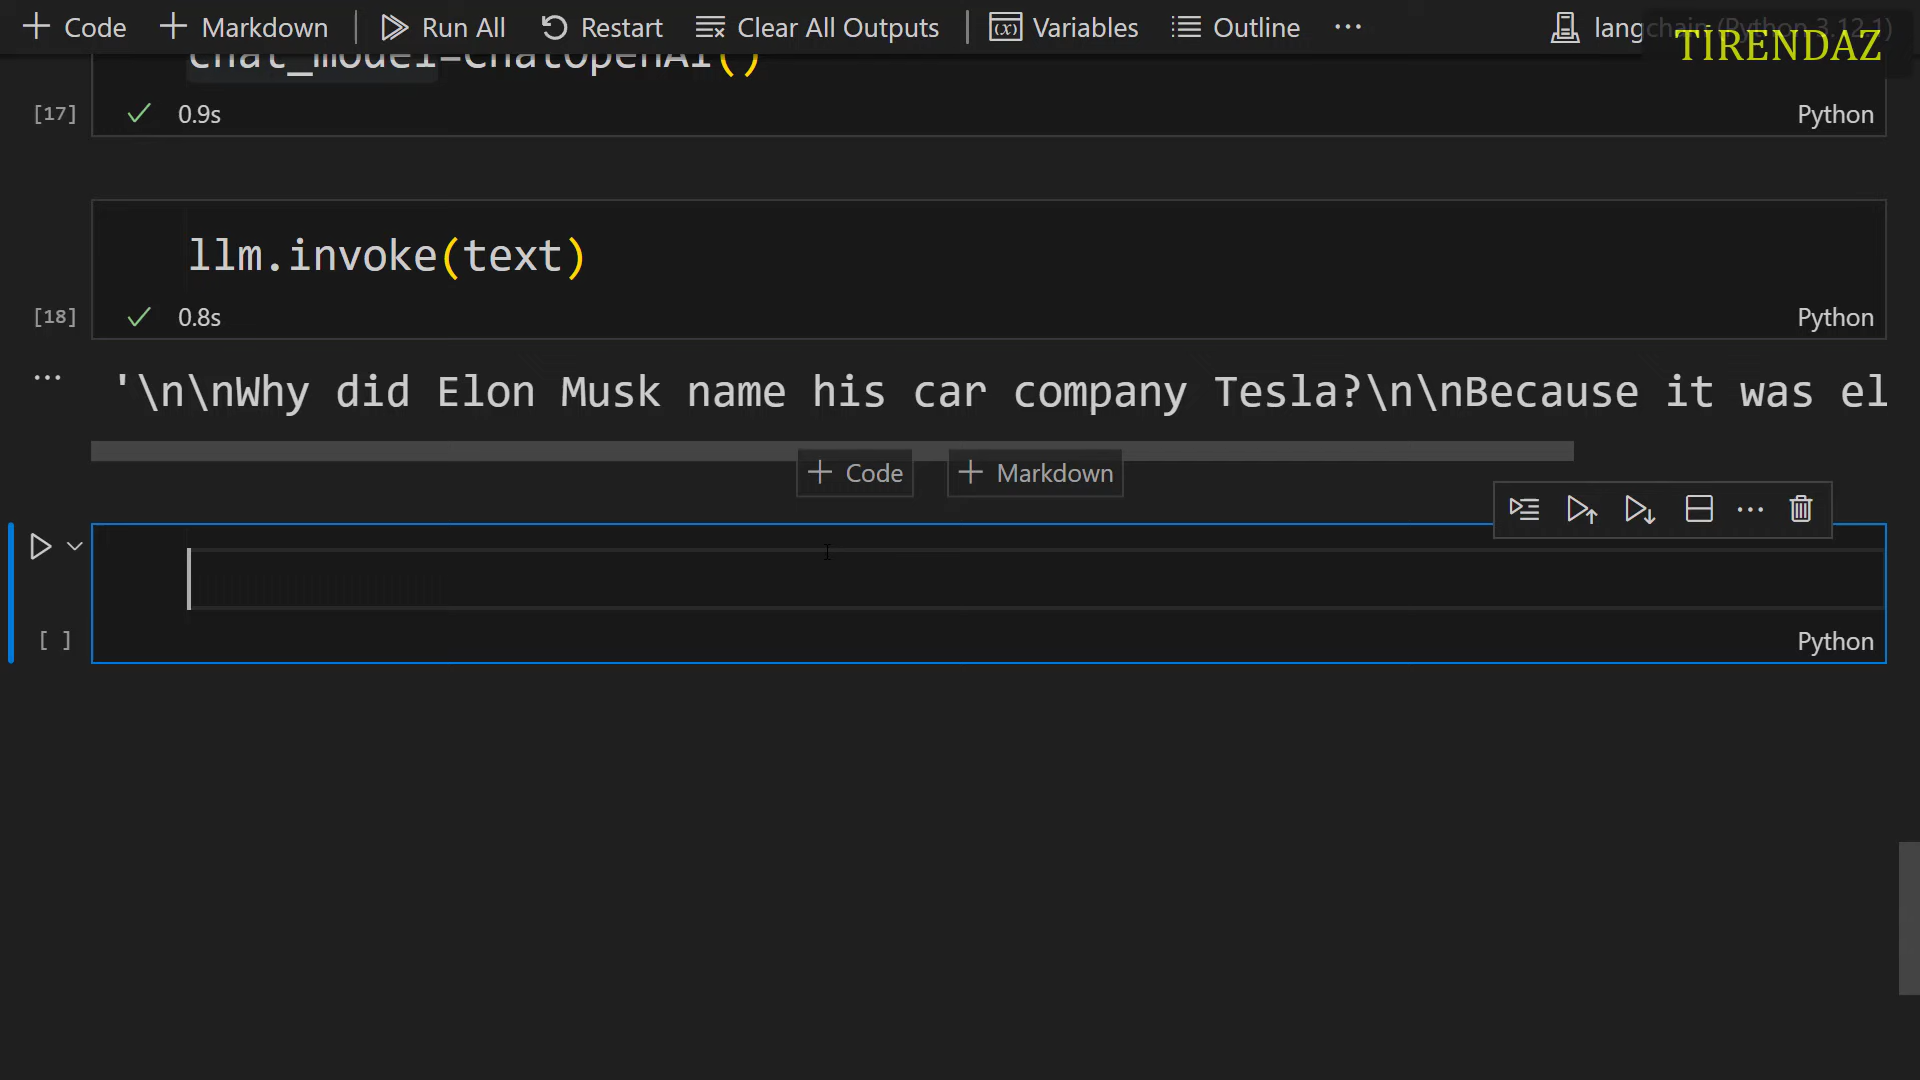 Code Markdown Run All Restart Clear All Outputs Variables Outline ··· langchain (Python 3.12.1)
TIRENDAZ
chat_model=ChatOpenAI()
[17] 0.9s Python
llm.invoke(text)
[18] 0.8s Python
'\n\nWhy did Elon Musk name his car company Tesla?\n\nBecause it was el
Code Markdown
[ ] Python